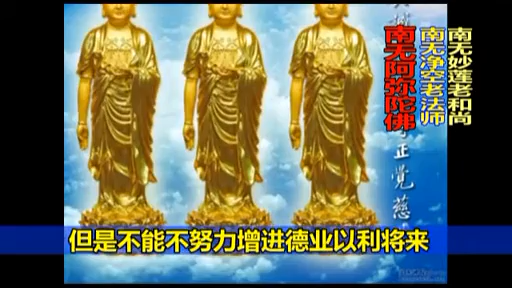 南无妙莲老和尚
南无净空老法师
南无阿弥陀佛
正覺慈
但是不能不努力增进德业以利将来